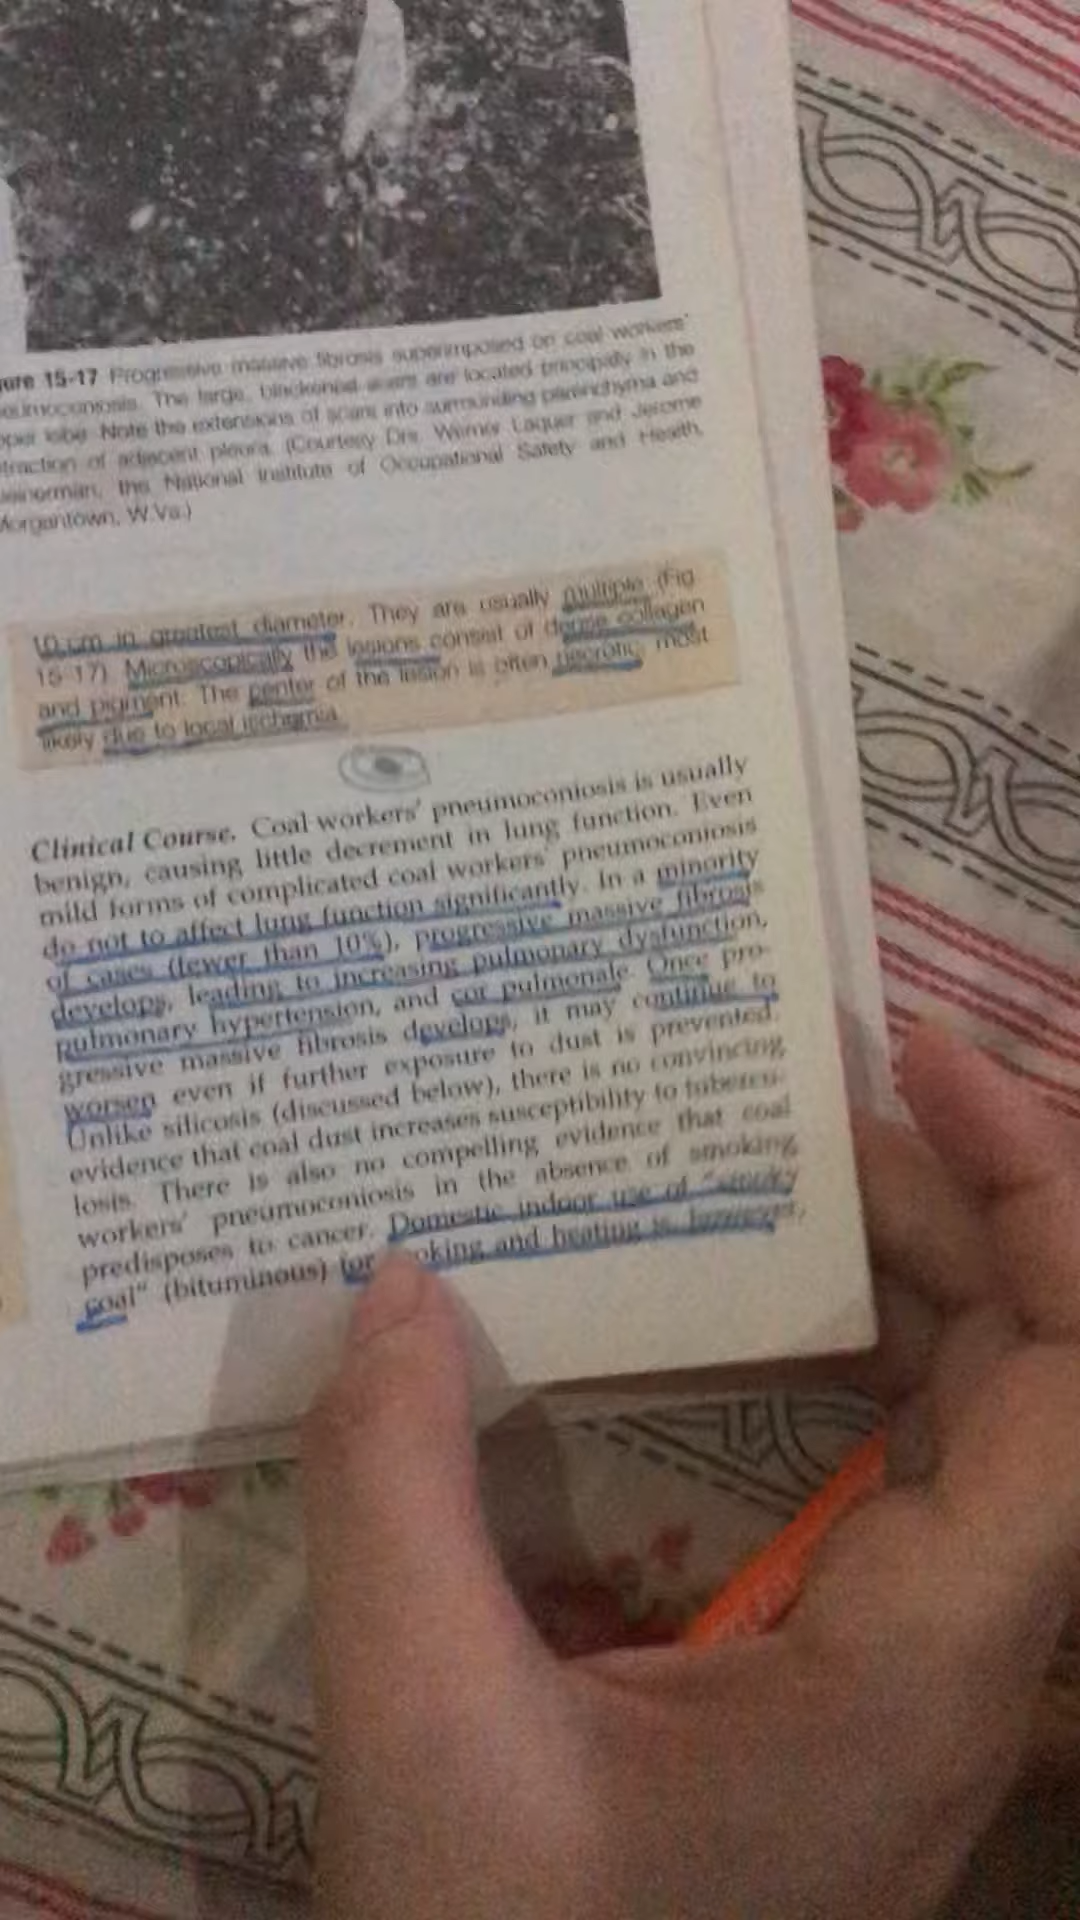 ure 15-17 Progressive massive fibrosis superimposed on coal workers'
eumoconiosis. The large, blackened scars are located principally in the
pper lobe. Note the extensions of scars into surrounding parenchyma and
traction of adjacent pleura. (Courtesy Drs. Werner Laquer and Jerome
einerman, the National Institute of Occupational Safety and Health,
Morgantown, W.Va.)
10 cm in greatest diameter. They are usually multiple (Fig.
15-17). Microscopically the lesions consist of dense collagen
and pigment. The center of the lesion is often necrotic, most
likely due to local ischemia.
Clinical Course. Coal workers' pneumoconiosis is usually
benign, causing little decrement in lung function. Even
mild forms of complicated coal workers' pneumoconiosis
do not to affect lung function significantly. In a minority
of cases (fewer than 10%), progressive massive fibrosis
develops, leading to increasing pulmonary dysfunction,
pulmonary hypertension, and cor pulmonale. Once pro-
gressive massive fibrosis develops, it may continue to
worsen even if further exposure to dust is prevented.
Unlike silicosis (discussed below), there is no convincing
evidence that coal dust increases susceptibility to tubercu-
losis. There is also no compelling evidence that coal
workers' pneumoconiosis in the absence of smoking
predisposes to cancer. Domestic indoor use of "smoky
coal" (bituminous) for oking and heating is, however,